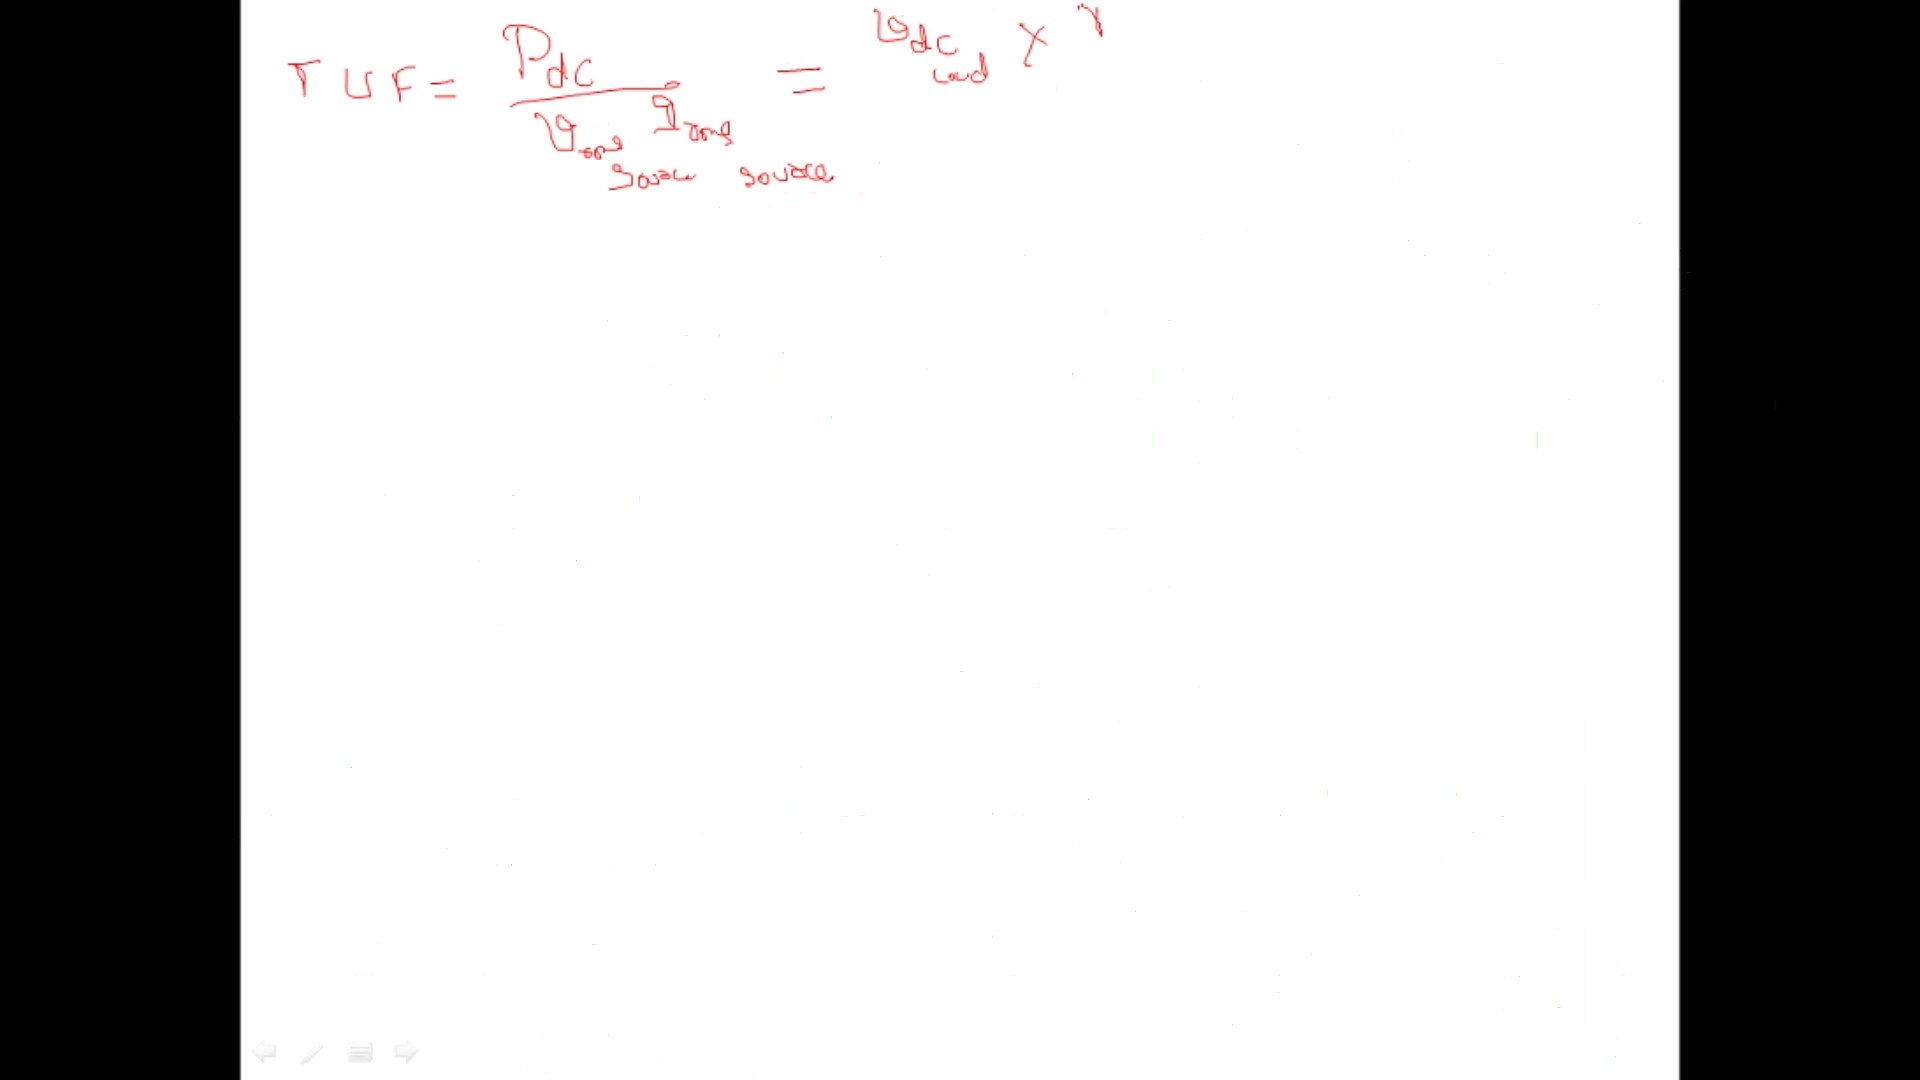 TUF = Pdc / Vrms source Irms source = Vdc load ×